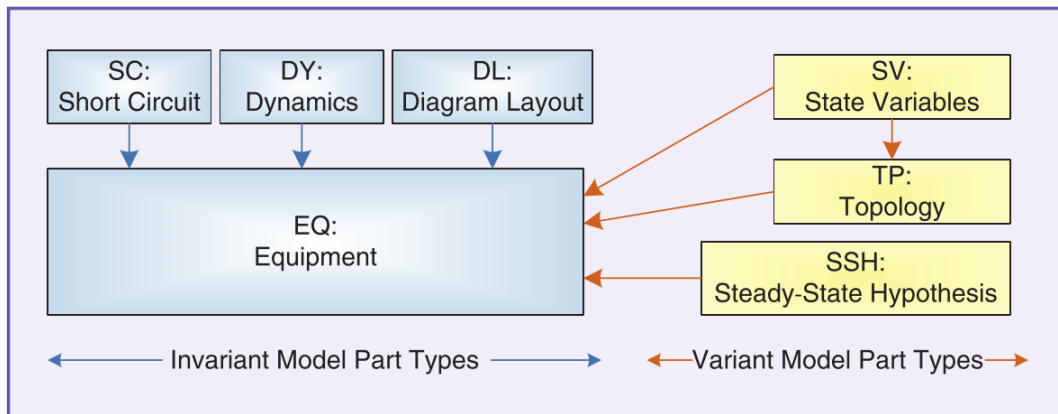 SC:
Short Circuit
DY:
Dynamics
DL:
Diagram Layout
SV:
State Variables
EQ:
Equipment
TP:
Topology
SSH:
Steady-State Hypothesis
Invariant Model Part Types
Variant Model Part Types